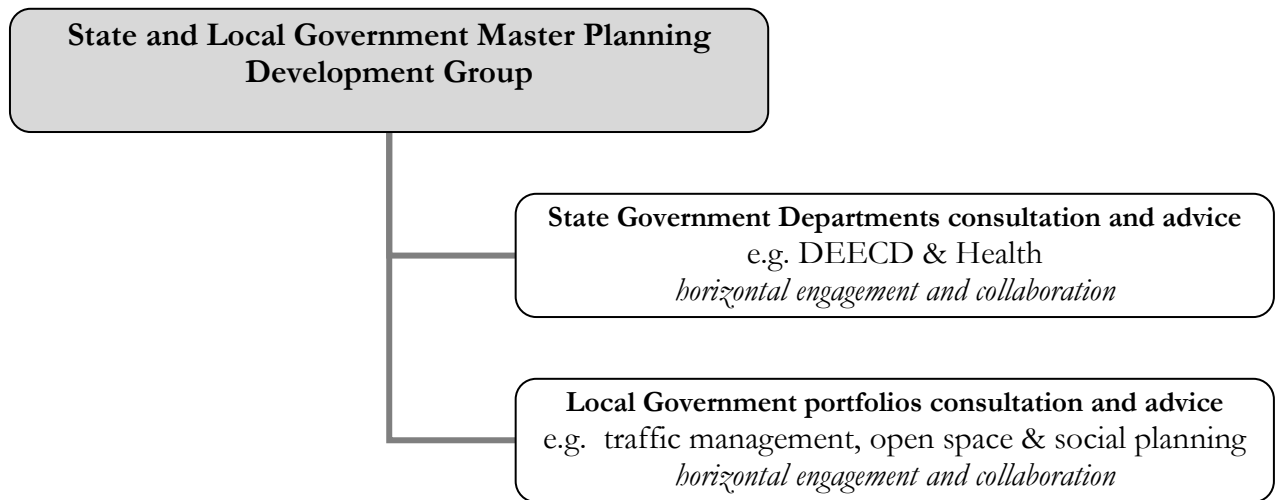 State and Local Government Master Planning
Development Group
State Government Departments consultation and advice
e.g. DEECD & Health
horizontal engagement and collaboration
Local Government portfolios consultation and advice
e.g. traffic management, open space & social planning
horizontal engagement and collaboration